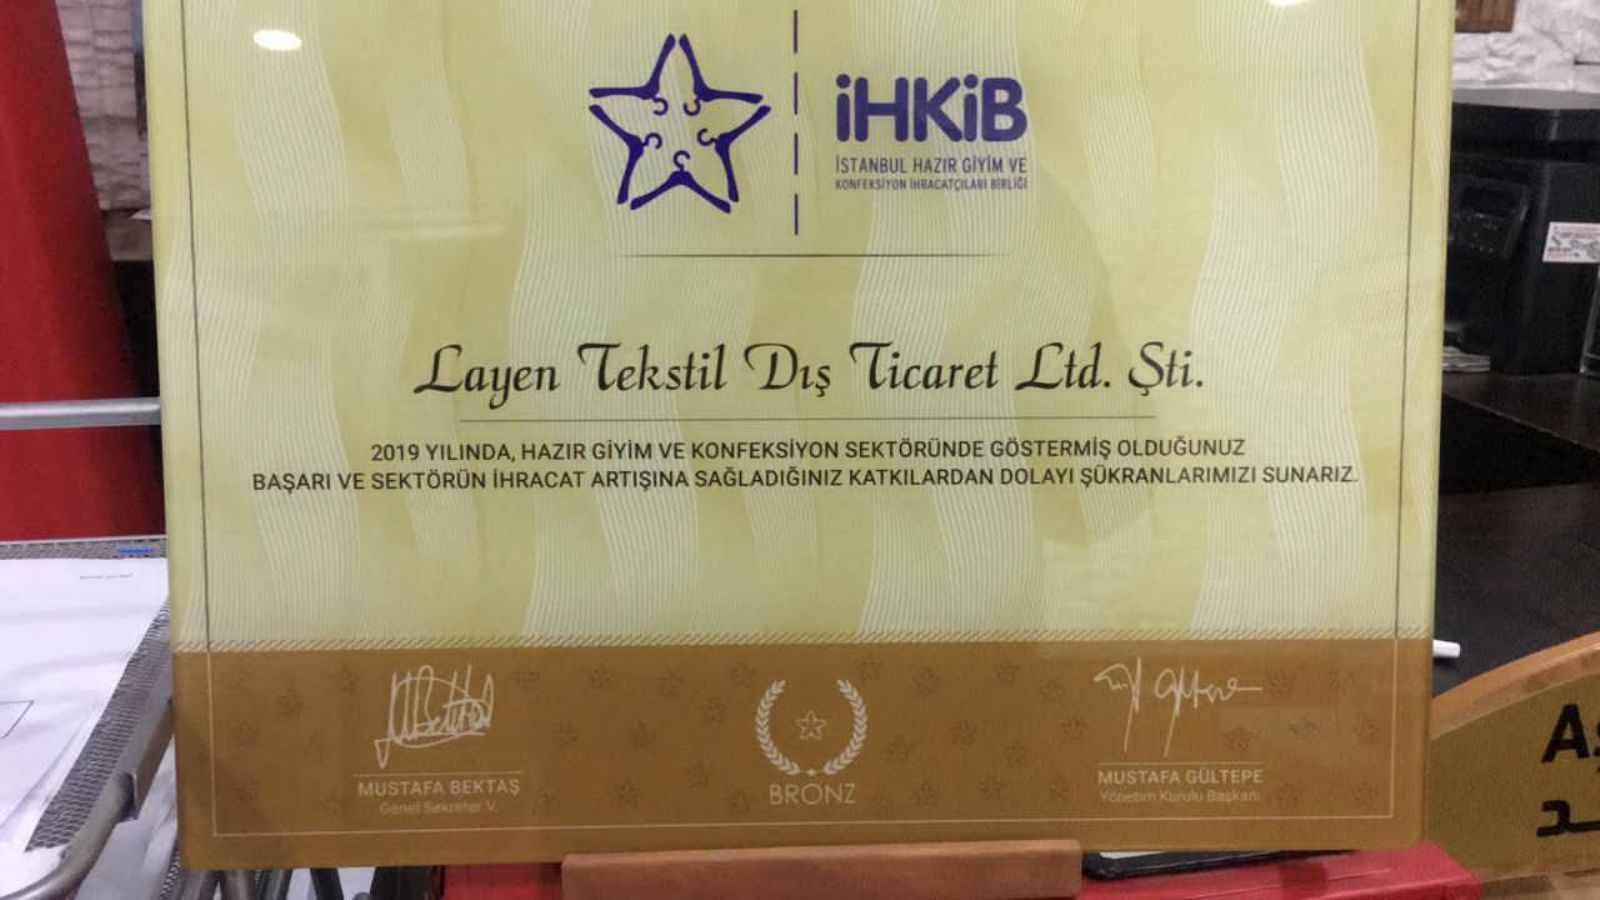 İHKİB
İSTANBUL HAZIR GİYİM VE
KONFEKSİYON İHRACATÇILARI BİRLİĞİ
Layen Tekstil Dış Ticaret Ltd. Şti.
2019 YILINDA, HAZIR GİYİM VE KONFEKSİYON SEKTÖRÜNDE GÖSTERMİŞ OLDUĞUNUZ
BAŞARI VE SEKTÖRÜN İHRACAT ARTIŞINA SAĞLADIĞINIZ KATKILARDAN DOLAYI ŞÜKRANLARIMIZI SUNARIZ.
MUSTAFA BEKTAŞ
Genel Sekreter V.
BRONZ
MUSTAFA GÜLTEPE
Yönetim Kurulu Başkanı